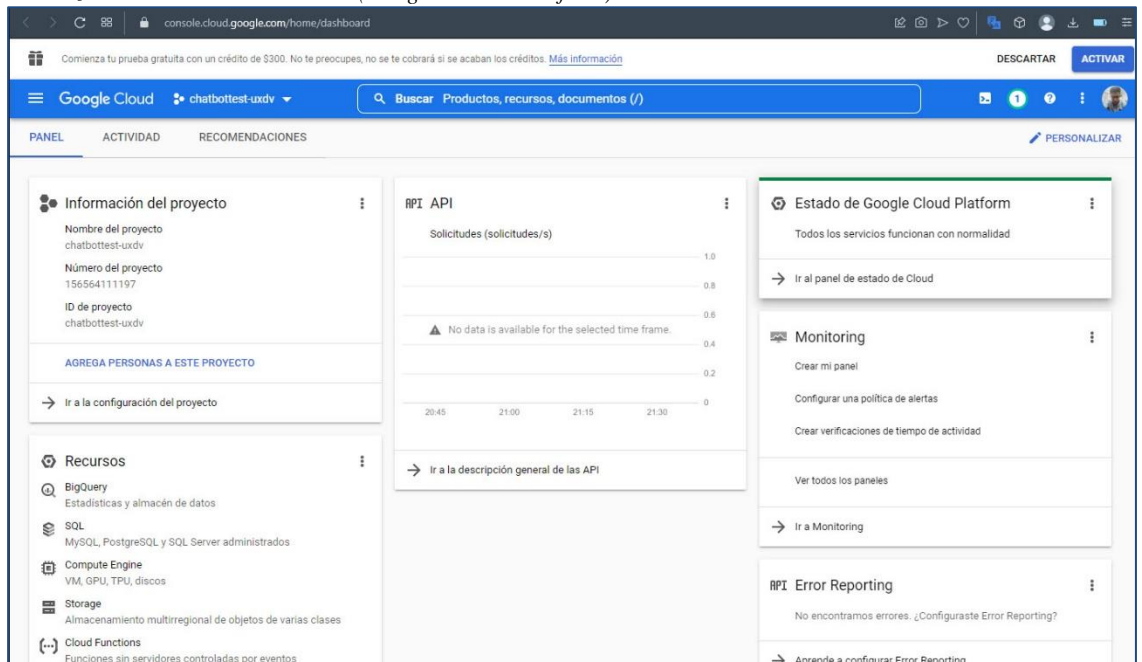 console.cloud.google.com/home/dashboard
Comienza tu prueba gratuita con un crédito de $300. No te preocupes, no se te cobrará si se acaban los créditos. Más información
DESCARTAR
ACTIVAR
Google Cloud
chatbottest-uxdv
Buscar Productos, recursos, documentos (/)
1
PANEL
ACTIVIDAD
RECOMENDACIONES
PERSONALIZAR
Información del proyecto
Nombre del proyecto
chatbottest-uxdv
Número del proyecto
156564111197
ID de proyecto
chatbottest-uxdv
AGREGA PERSONAS A ESTE PROYECTO
Ir a la configuración del proyecto
Recursos
BigQuery
Estadísticas y almacén de datos
SQL
MySQL, PostgreSQL y SQL Server administrados
Compute Engine
VM, GPU, TPU, discos
Storage
Almacenamiento multirregional de objetos de varias clases
Cloud Functions
Funciones sin servidores controladas por eventos
API API
Solicitudes (solicitudes/s)
1.0
0.8
0.6
No data is available for the selected time frame.
0.4
0.2
0
20:45
21:00
21:15
21:30
Ir a la descripción general de las API
Estado de Google Cloud Platform
Todos los servicios funcionan con normalidad
Ir al panel de estado de Cloud
Monitoring
Crear mi panel
Configurar una política de alertas
Crear verificaciones de tiempo de actividad
Ver todos los paneles
Ir a Monitoring
API Error Reporting
No encontramos errores. ¿Configuraste Error Reporting?
Aprende a configurar Error Reporting